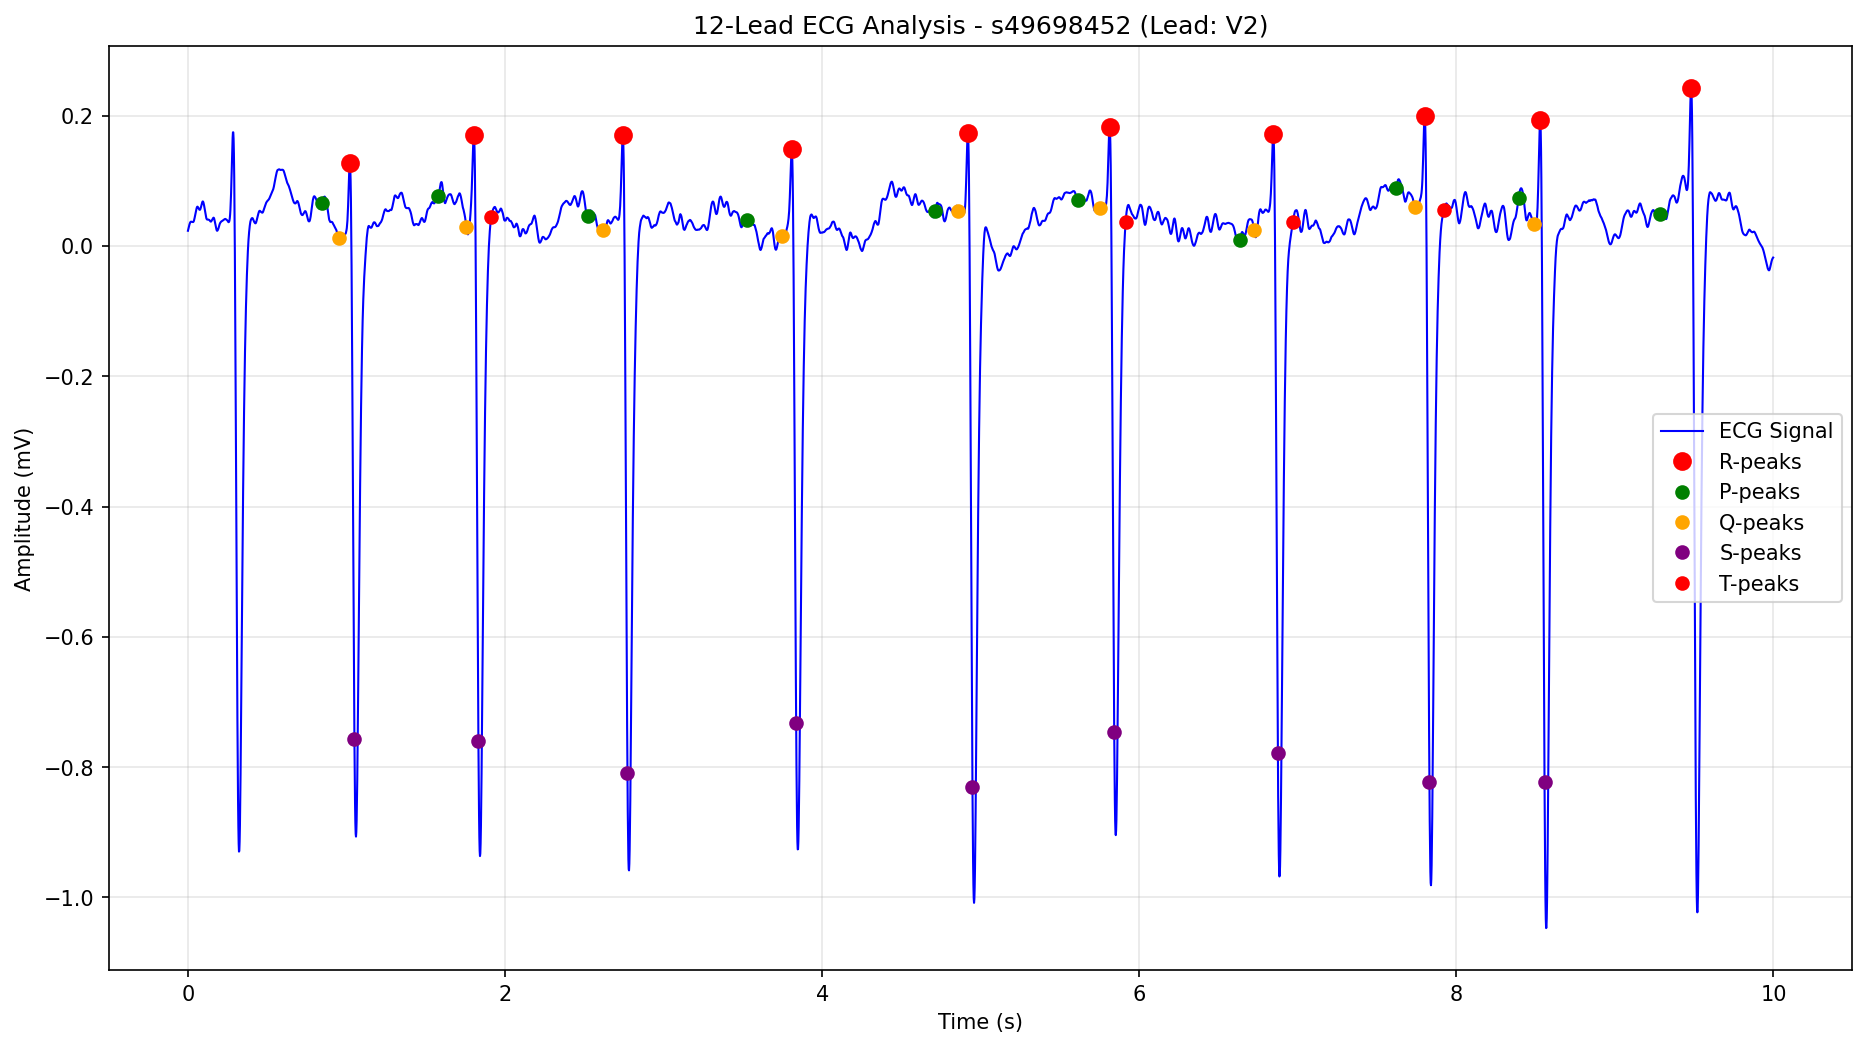 12-Lead ECG Analysis - s49698452 (Lead: V2)
Amplitude (mV)
0.2
0.0
−0.2
−0.4
−0.6
−0.8
−1.0
ECG Signal
R-peaks
P-peaks
Q-peaks
S-peaks
T-peaks
0 2 4 6 8 10
Time (s)